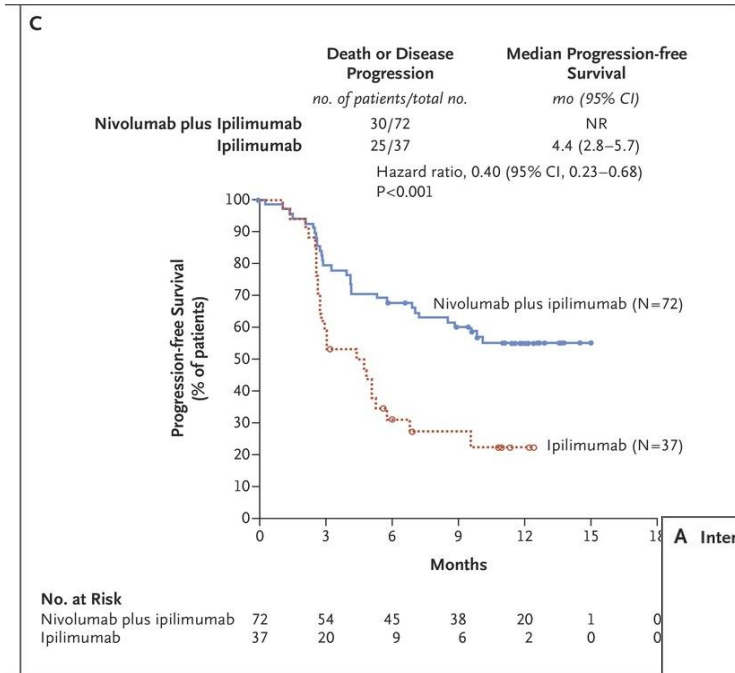 C
Death or Disease Progression
Median Progression-free Survival
no. of patients/total no.
mo (95% CI)
Nivolumab plus Ipilimumab 30/72 NR
Ipilimumab 25/37 4.4 (2.8–5.7)
Hazard ratio, 0.40 (95% CI, 0.23–0.68)
P<0.001
Progression-free Survival
(% of patients)
100
90
80
70
60
50
40
30
20
10
0
Nivolumab plus ipilimumab (N=72)
Ipilimumab (N=37)
0 3 6 9 12 15 18
Months
A Inter
No. at Risk
Nivolumab plus ipilimumab 72 54 45 38 20 1 0
Ipilimumab 37 20 9 6 2 0 0